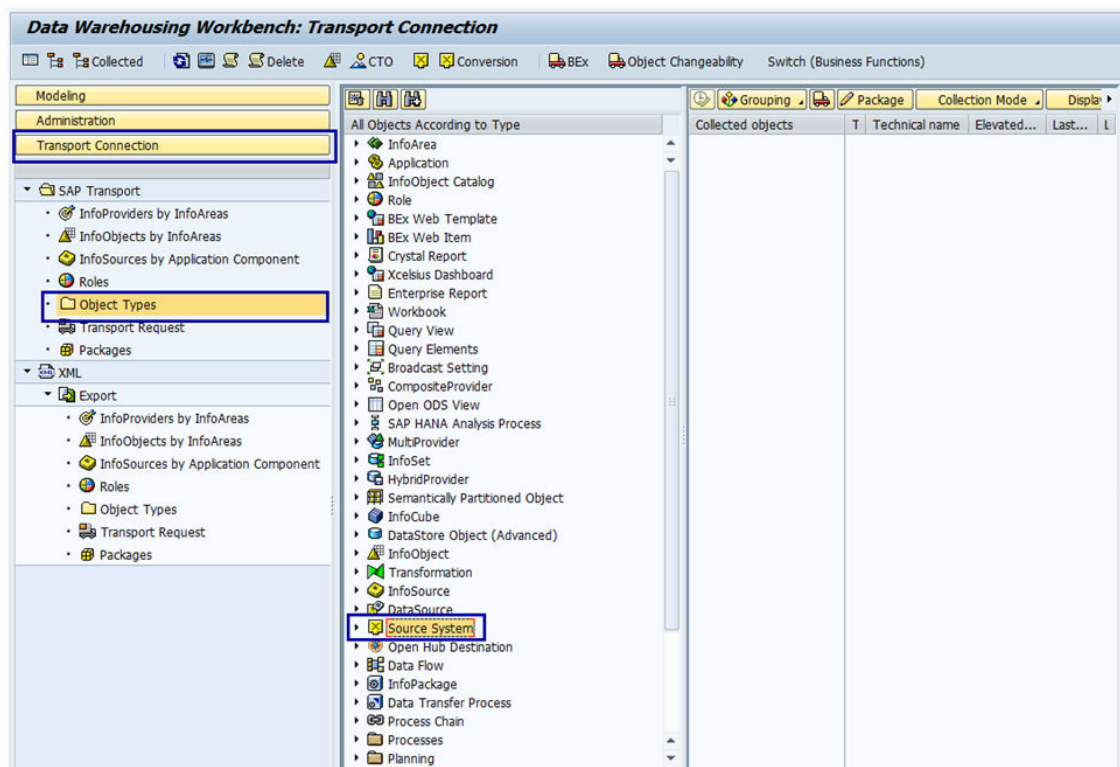 Data Warehousing Workbench: Transport Connection
Collected Delete CTO Conversion BEx Object Changeability Switch (Business Functions)
Modeling
Administration
Transport Connection
SAP Transport
InfoProviders by InfoAreas
InfoObjects by InfoAreas
InfoSources by Application Component
Roles
Object Types
Transport Request
Packages
XML
Export
InfoProviders by InfoAreas
InfoObjects by InfoAreas
InfoSources by Application Component
Roles
Object Types
Transport Request
Packages
All Objects According to Type
InfoArea
Application
InfoObject Catalog
Role
BEx Web Template
BEx Web Item
Crystal Report
Xcelsius Dashboard
Enterprise Report
Workbook
Query View
Query Elements
Broadcast Setting
CompositeProvider
Open ODS View
SAP HANA Analysis Process
MultiProvider
InfoSet
HybridProvider
Semantically Partitioned Object
InfoCube
DataStore Object (Advanced)
InfoObject
Transformation
InfoSource
DataSource
Source System
Open Hub Destination
Data Flow
InfoPackage
Data Transfer Process
Process Chain
Processes
Planning
Grouping Package Collection Mode Displa
Collected objects T Technical name Elevated... Last... L